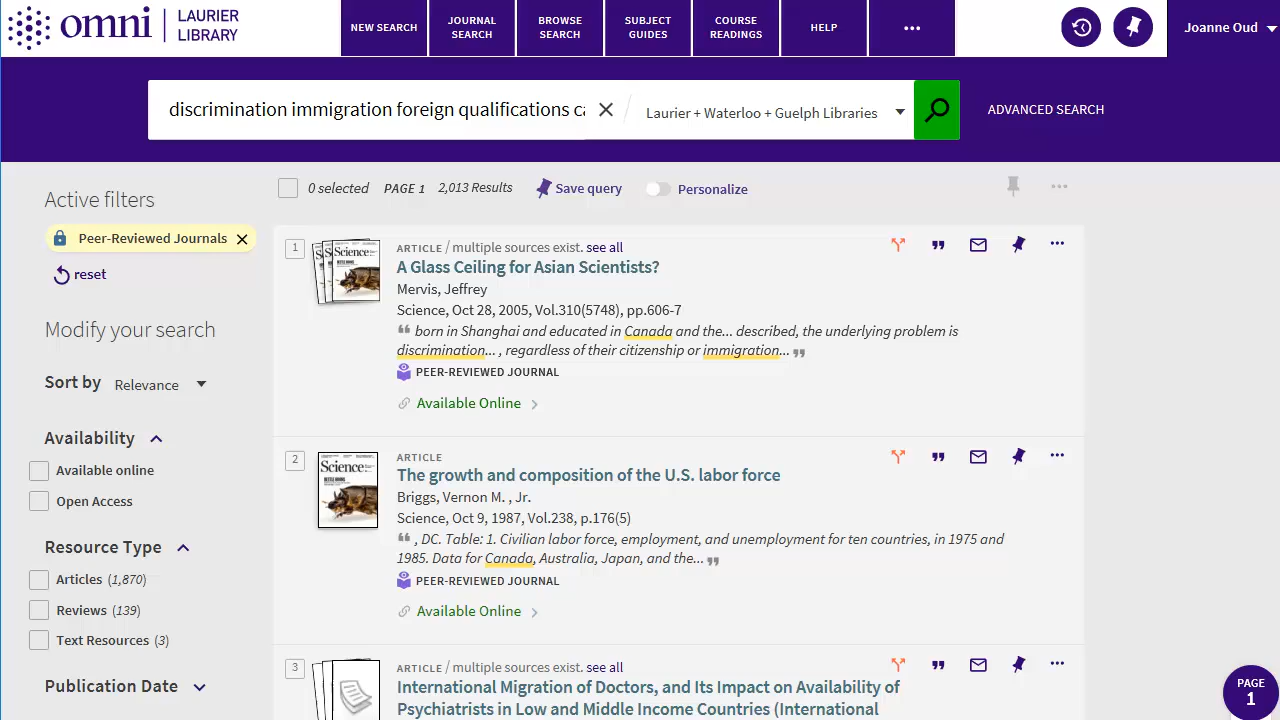 omni
LAURIER
LIBRARY
NEW SEARCH
JOURNAL
SEARCH
BROWSE
SEARCH
SUBJECT
GUIDES
COURSE
READINGS
HELP
Joanne Oud
discrimination immigration foreign qualifications ca
Laurier + Waterloo + Guelph Libraries
ADVANCED SEARCH
Active filters
Peer-Reviewed Journals
reset
Modify your search
Sort by Relevance
Availability
Available online
Open Access
Resource Type
Articles (1,870)
Reviews (139)
Text Resources (3)
Publication Date
0 selected PAGE 1 2,013 Results Save query Personalize
1
Science
ARTICLE / multiple sources exist. see all
A Glass Ceiling for Asian Scientists?
Mervis, Jeffrey
Science, Oct 28, 2005, Vol.310(5748), pp.606-7
“ born in Shanghai and educated in Canada and the... described, the underlying problem is
discrimination... , regardless of their citizenship or immigration... ”
PEER-REVIEWED JOURNAL
Available Online
2
Science
ARTICLE
The growth and composition of the U.S. labor force
Briggs, Vernon M. , Jr.
Science, Oct 9, 1987, Vol.238, p.176(5)
“ , DC. Table: 1. Civilian labor force, employment, and unemployment for ten countries, in 1975 and
1985. Data for Canada, Australia, Japan, and the... ”
PEER-REVIEWED JOURNAL
Available Online
3
ARTICLE / multiple sources exist. see all
International Migration of Doctors, and Its Impact on Availability of
Psychiatrists in Low and Middle Income Countries (International
PAGE
1